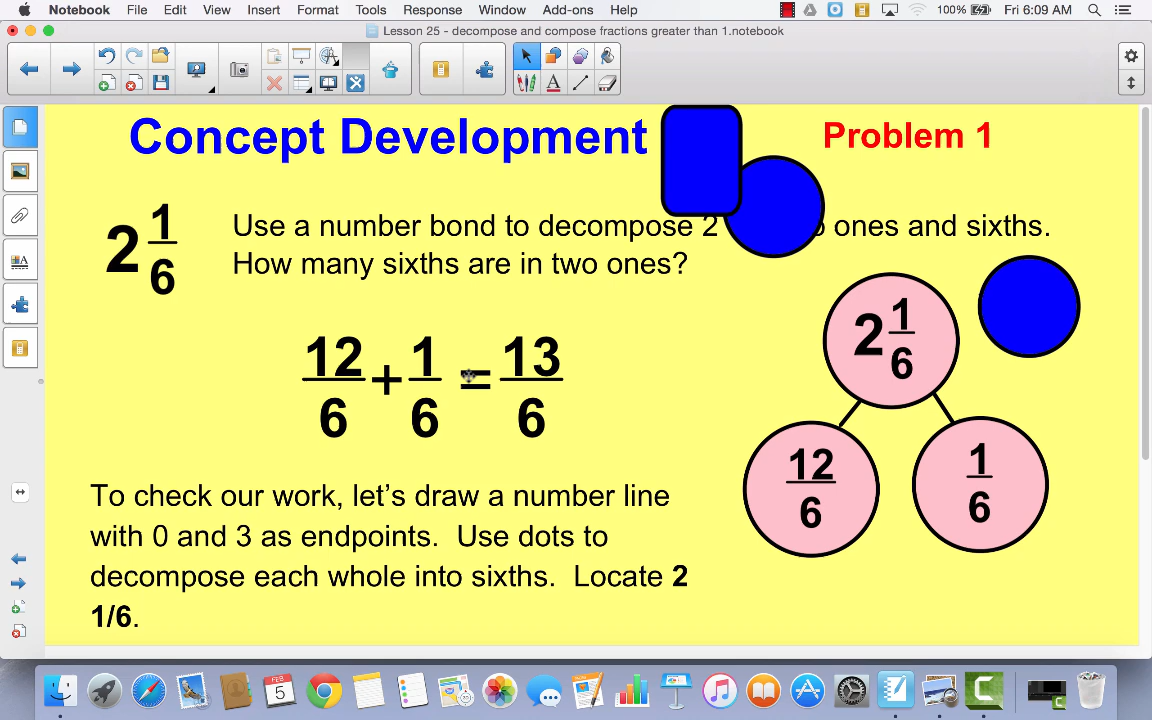 Notebook File Edit View Insert Format Tools Response Window Add-ons Help 100% Fri 6:09 AM
Lesson 25 - decompose and compose fractions greater than 1.notebook
Concept Development Problem 1
2 1/6
Use a number bond to decompose 2 ones and sixths.
How many sixths are in two ones?
2 1/6
12/6 + 1/6 = 13/6
12/6 1/6
To check our work, let's draw a number line
with 0 and 3 as endpoints. Use dots to
decompose each whole into sixths. Locate 2
1/6.
FEB
5